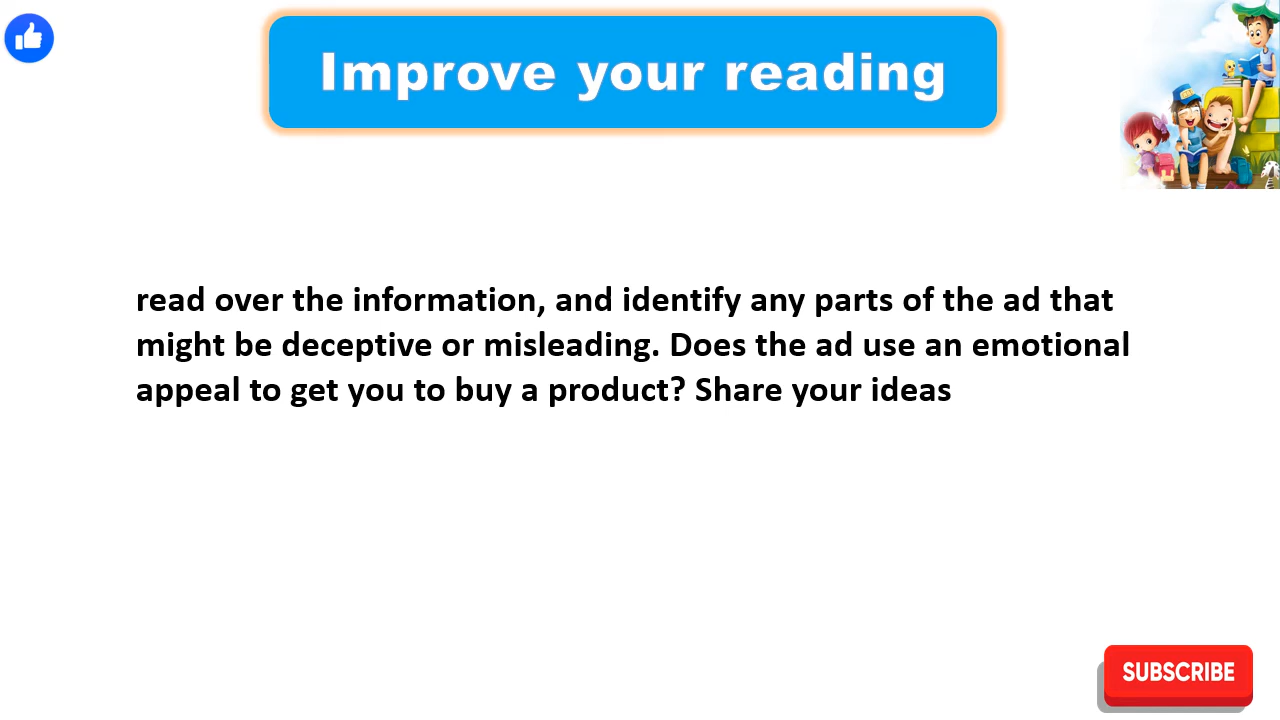 Improve your reading
read over the information, and identify any parts of the ad that
might be deceptive or misleading. Does the ad use an emotional
appeal to get you to buy a product? Share your ideas
SUBSCRIBE